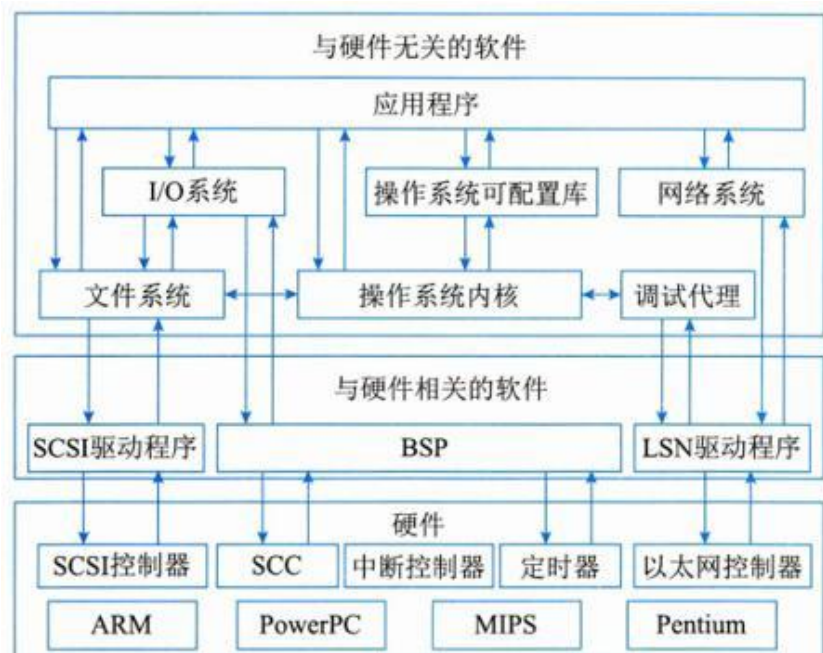 与硬件无关的软件
应用程序
I/O系统
操作系统可配置库
网络系统
文件系统
操作系统内核
调试代理
与硬件相关的软件
SCSI驱动程序
BSP
LSN驱动程序
硬件
SCSI控制器
SCC
中断控制器
定时器
以太网控制器
ARM
PowerPC
MIPS
Pentium